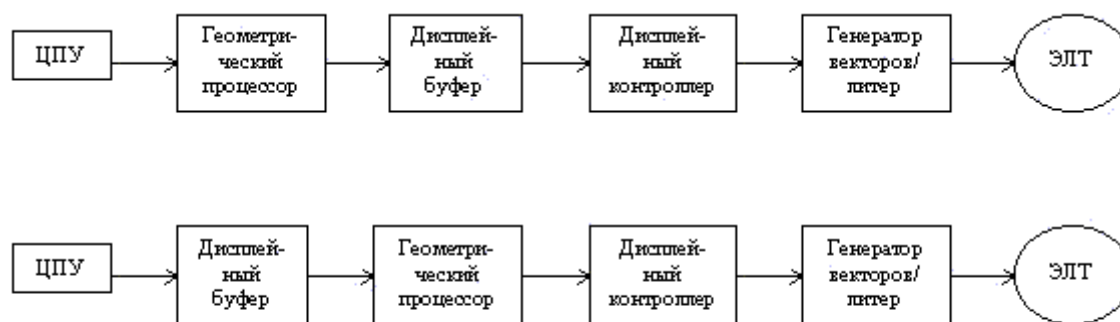 ЦПУ
Геометри-
ческий
процессор
Дисплей-
ный
буфер
Дисплей-
ный
контроллер
Генератор
векторов/
литер
ЭЛТ
ЦПУ
Дисплей-
ный
буфер
Геометри-
ческий
процессор
Дисплей-
ный
контроллер
Генератор
векторов/
литер
ЭЛТ